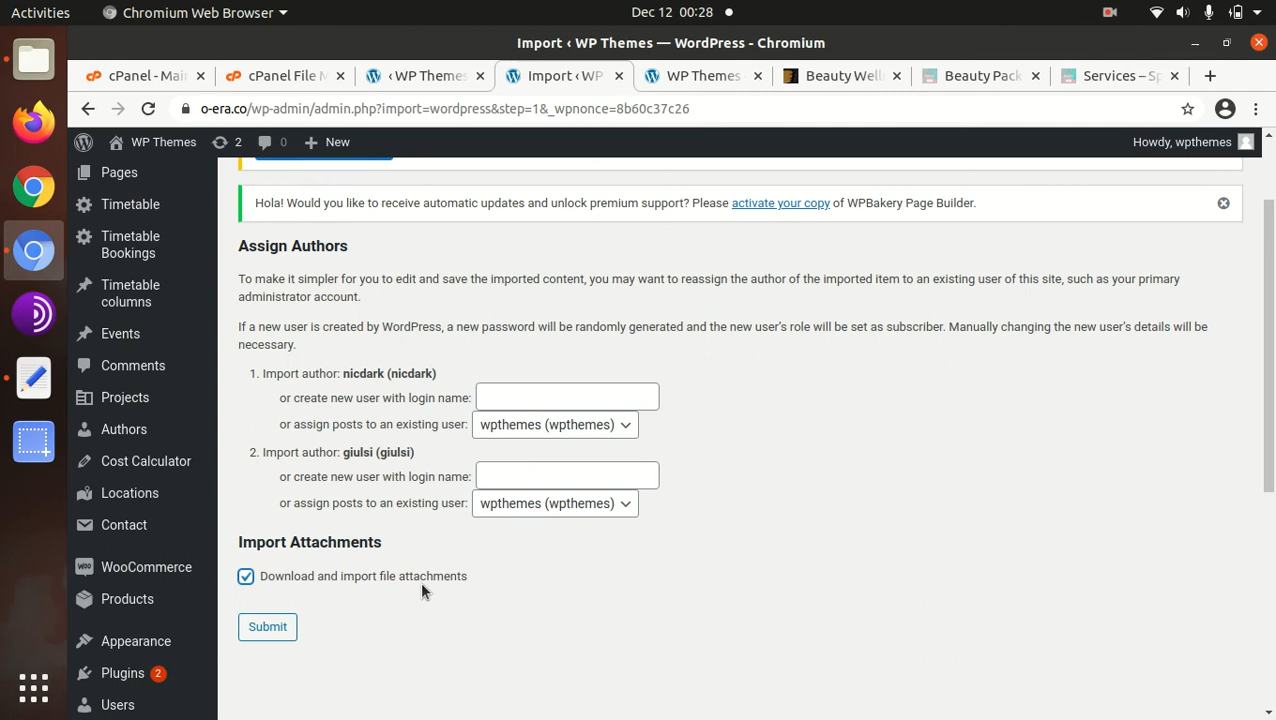 Activities
Chromium Web Browser
Dec 12 00:28
Import ‹ WP Themes — WordPress - Chromium
cPanel - Mai
cPanel File M
‹ WP Themes
Import ‹ WP
WP Themes
Beauty Well
Beauty Pack
Services – Sp
o-era.co/wp-admin/admin.php?import=wordpress&step=1&_wpnonce=8b60c37c26
WP Themes
2
0
New
Howdy, wpthemes
Pages
Timetable
Timetable
Bookings
Timetable
columns
Events
Comments
Projects
Authors
Cost Calculator
Locations
Contact
WooCommerce
Products
Appearance
Plugins 2
Users
Hola! Would you like to receive automatic updates and unlock premium support? Please activate your copy of WPBakery Page Builder.
Assign Authors
To make it simpler for you to edit and save the imported content, you may want to reassign the author of the imported item to an existing user of this site, such as your primary
administrator account.
If a new user is created by WordPress, a new password will be randomly generated and the new user's role will be set as subscriber. Manually changing the new user's details will be
necessary.
1. Import author: nicdark (nicdark)
or create new user with login name:
or assign posts to an existing user: wpthemes (wpthemes)
2. Import author: giulsi (giulsi)
or create new user with login name:
or assign posts to an existing user: wpthemes (wpthemes)
Import Attachments
Download and import file attachments
Submit